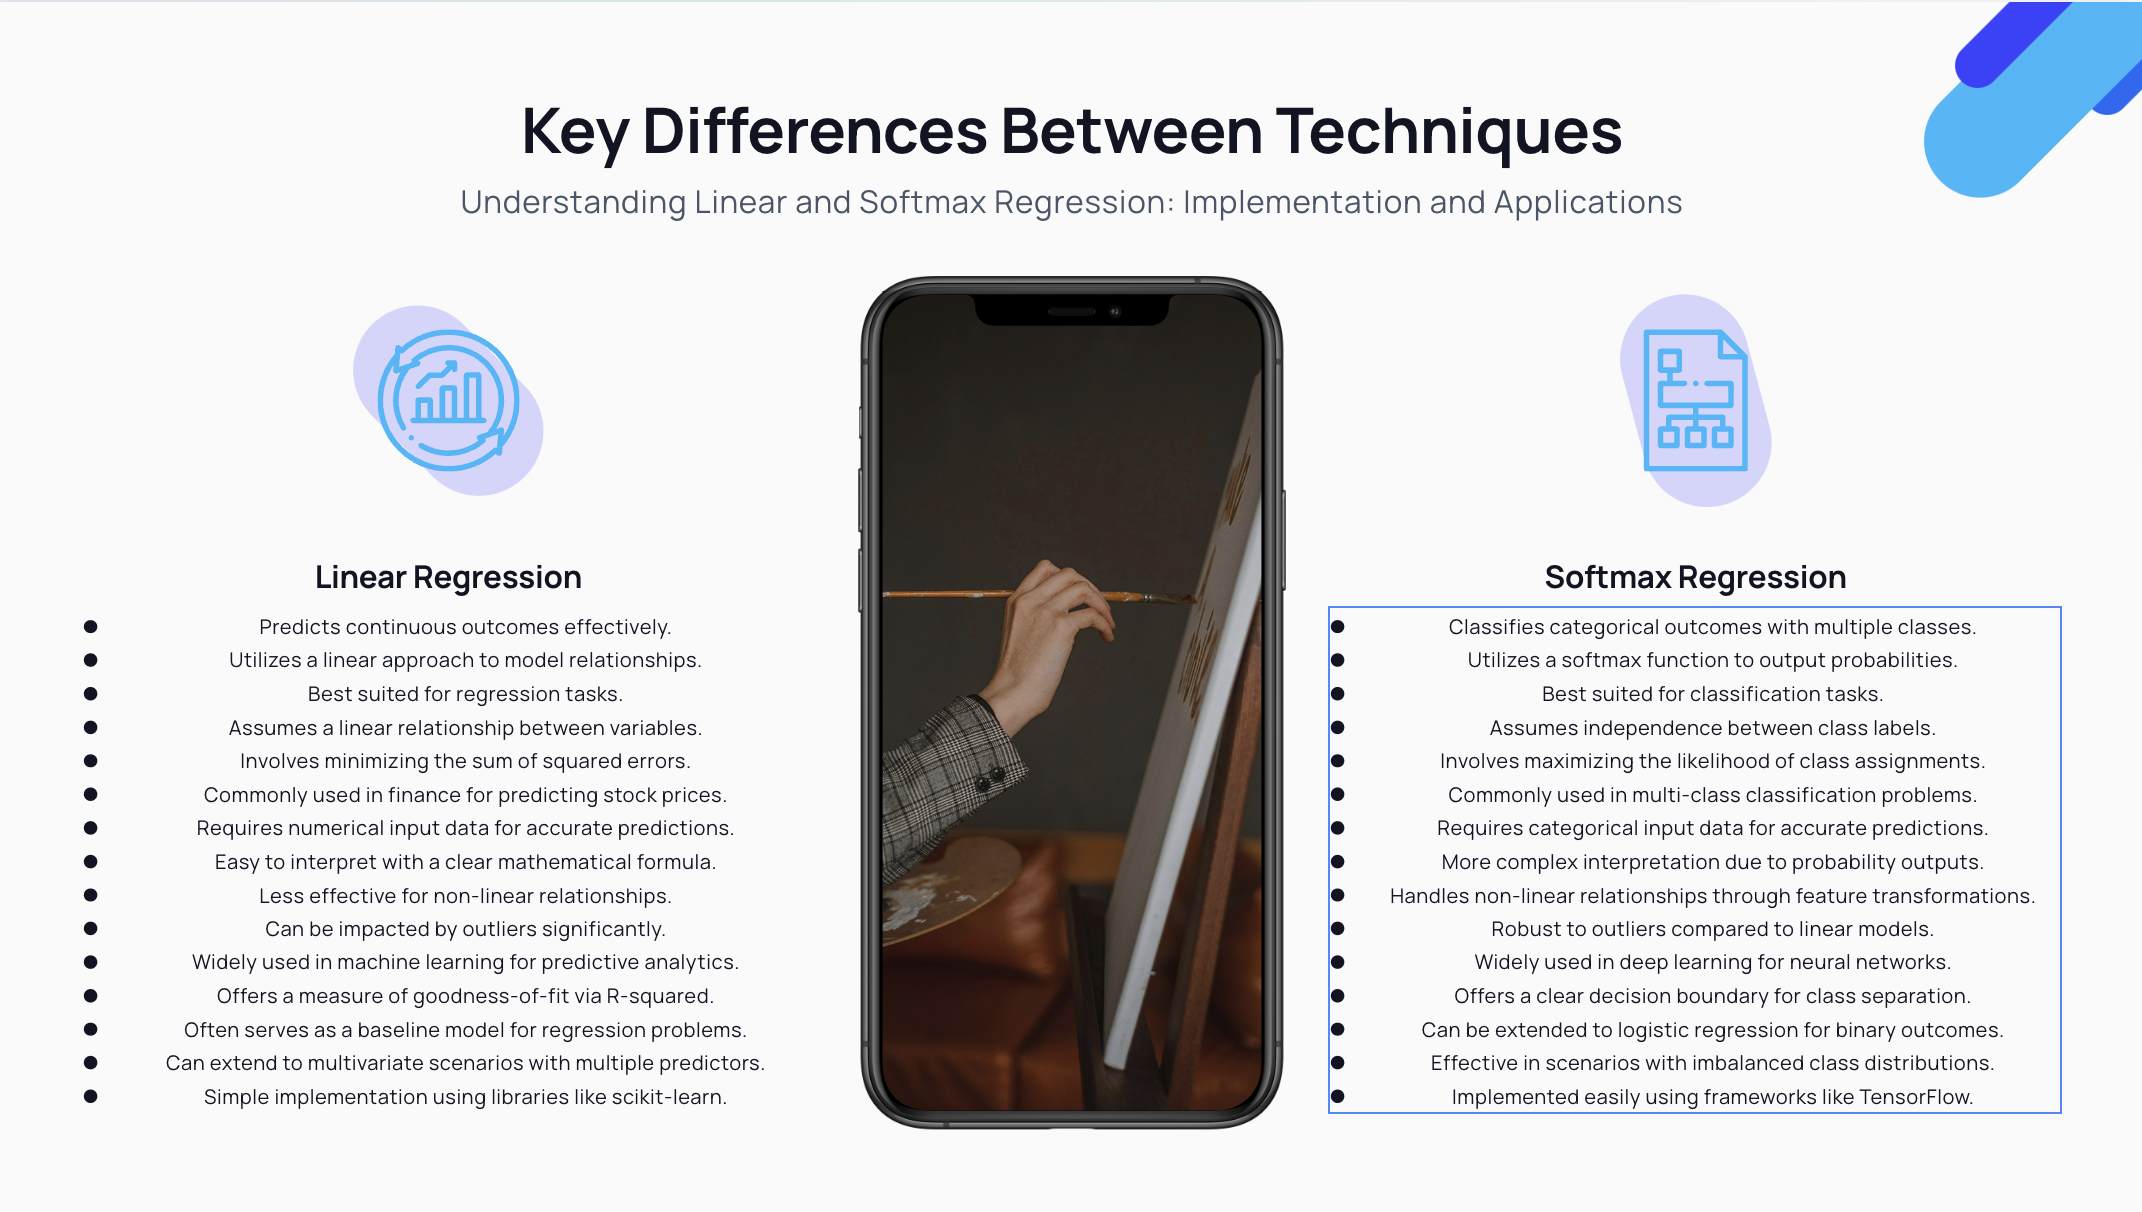 Key Differences Between Techniques
Understanding Linear and Softmax Regression: Implementation and Applications
Linear Regression
● Predicts continuous outcomes effectively.
● Utilizes a linear approach to model relationships.
● Best suited for regression tasks.
● Assumes a linear relationship between variables.
● Involves minimizing the sum of squared errors.
● Commonly used in finance for predicting stock prices.
● Requires numerical input data for accurate predictions.
● Easy to interpret with a clear mathematical formula.
● Less effective for non-linear relationships.
● Can be impacted by outliers significantly.
● Widely used in machine learning for predictive analytics.
● Offers a measure of goodness-of-fit via R-squared.
● Often serves as a baseline model for regression problems.
● Can extend to multivariate scenarios with multiple predictors.
● Simple implementation using libraries like scikit-learn.
Softmax Regression
● Classifies categorical outcomes with multiple classes.
● Utilizes a softmax function to output probabilities.
● Best suited for classification tasks.
● Assumes independence between class labels.
● Involves maximizing the likelihood of class assignments.
● Commonly used in multi-class classification problems.
● Requires categorical input data for accurate predictions.
● More complex interpretation due to probability outputs.
● Handles non-linear relationships through feature transformations.
● Robust to outliers compared to linear models.
● Widely used in deep learning for neural networks.
● Offers a clear decision boundary for class separation.
● Can be extended to logistic regression for binary outcomes.
● Effective in scenarios with imbalanced class distributions.
● Implemented easily using frameworks like TensorFlow.